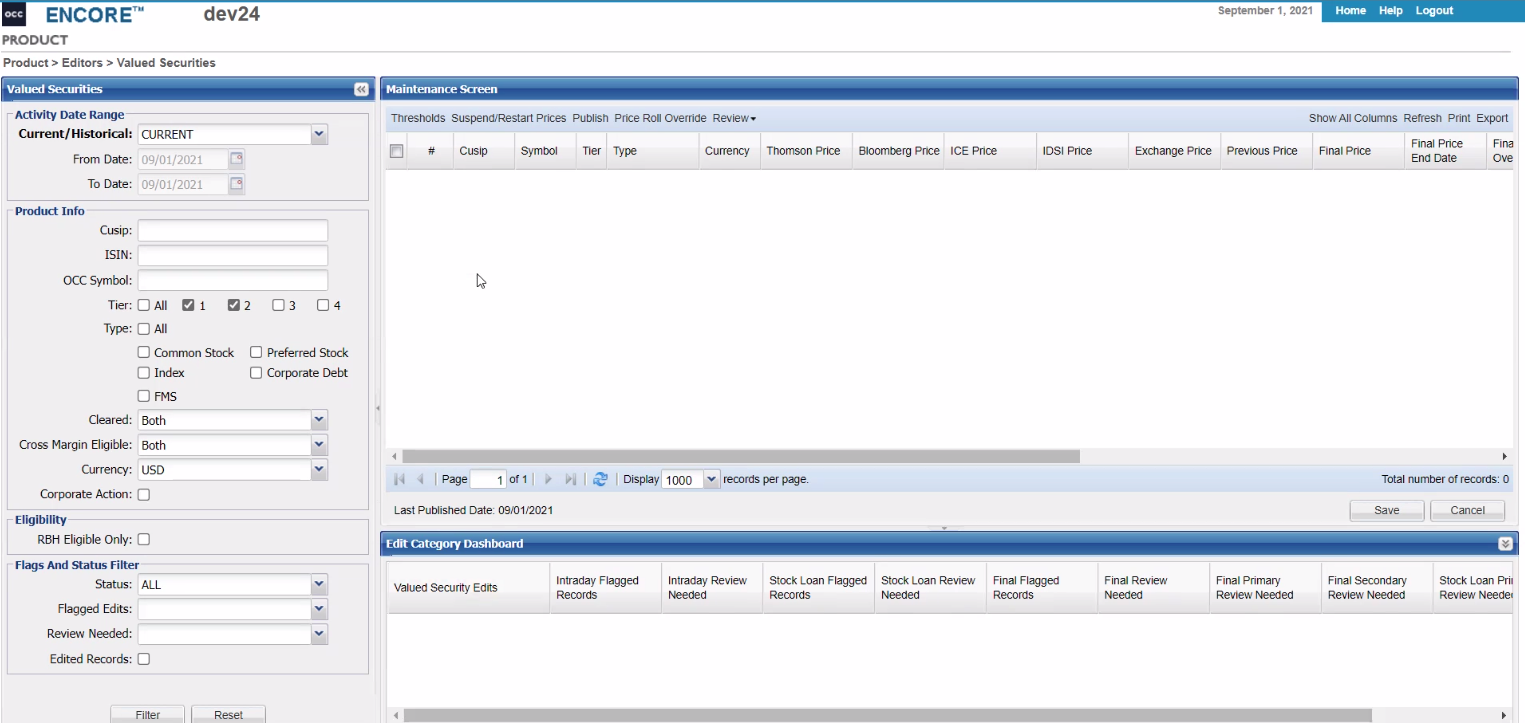 occ ENCORE™ dev24 September 1, 2021 Home Help Logout
PRODUCT
Product > Editors > Valued Securities
Valued Securities
Activity Date Range
Current/Historical: CURRENT
From Date: 09/01/2021
To Date: 09/01/2021
Product Info
Cusip:
ISIN:
OCC Symbol:
Tier: All 1 2 3 4
Type: All
Common Stock Preferred Stock
Index Corporate Debt
FMS
Cleared: Both
Cross Margin Eligible: Both
Currency: USD
Corporate Action:
Eligibility
RBH Eligible Only:
Flags And Status Filter
Status: ALL
Flagged Edits:
Review Needed:
Edited Records:
Filter Reset
Maintenance Screen
Thresholds Suspend/Restart Prices Publish Price Roll Override Review Show All Columns Refresh Print Export
# Cusip Symbol Tier Type Currency Thomson Price Bloomberg Price ICE Price IDSI Price Exchange Price Previous Price Final Price Final Price End Date Fina Ove
Page 1 of 1 Display 1000 records per page. Total number of records: 0
Last Published Date: 09/01/2021 Save Cancel
Edit Category Dashboard
Valued Security Edits Intraday Flagged Records Intraday Review Needed Stock Loan Flagged Records Stock Loan Review Needed Final Flagged Records Final Review Needed Final Primary Review Needed Final Secondary Review Needed Stock Loan Pri Review Neede